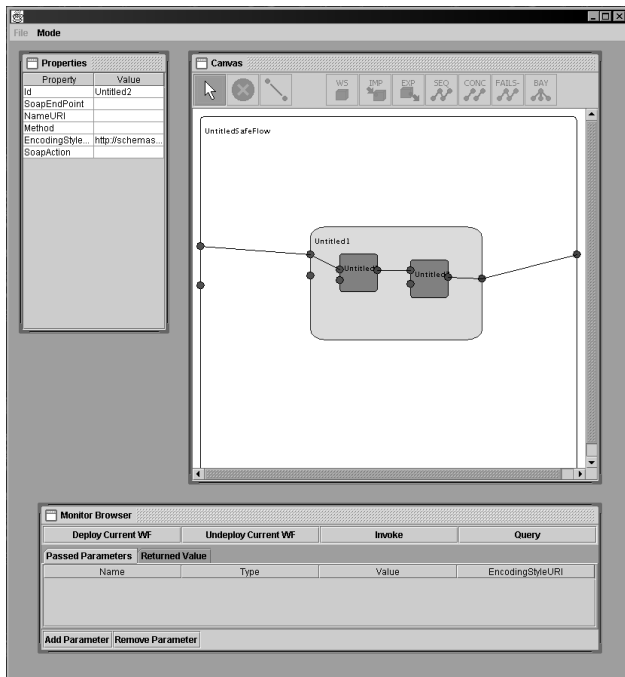 File Mode
Properties
Property Value
Id Untitled2
SoapEndPoint
NameURI
Method
EncodingStyle... http://schemas...
SoapAction
Canvas
WS IMP EXP SEQ CONC FAILS- BAY
UntitledSafeFlow
Untitled1
Untitled
Untitled
Monitor Browser
Deploy Current WF Undeploy Current WF Invoke Query
Passed Parameters Returned Value
Name Type Value EncodingStyleURI
Add Parameter Remove Parameter